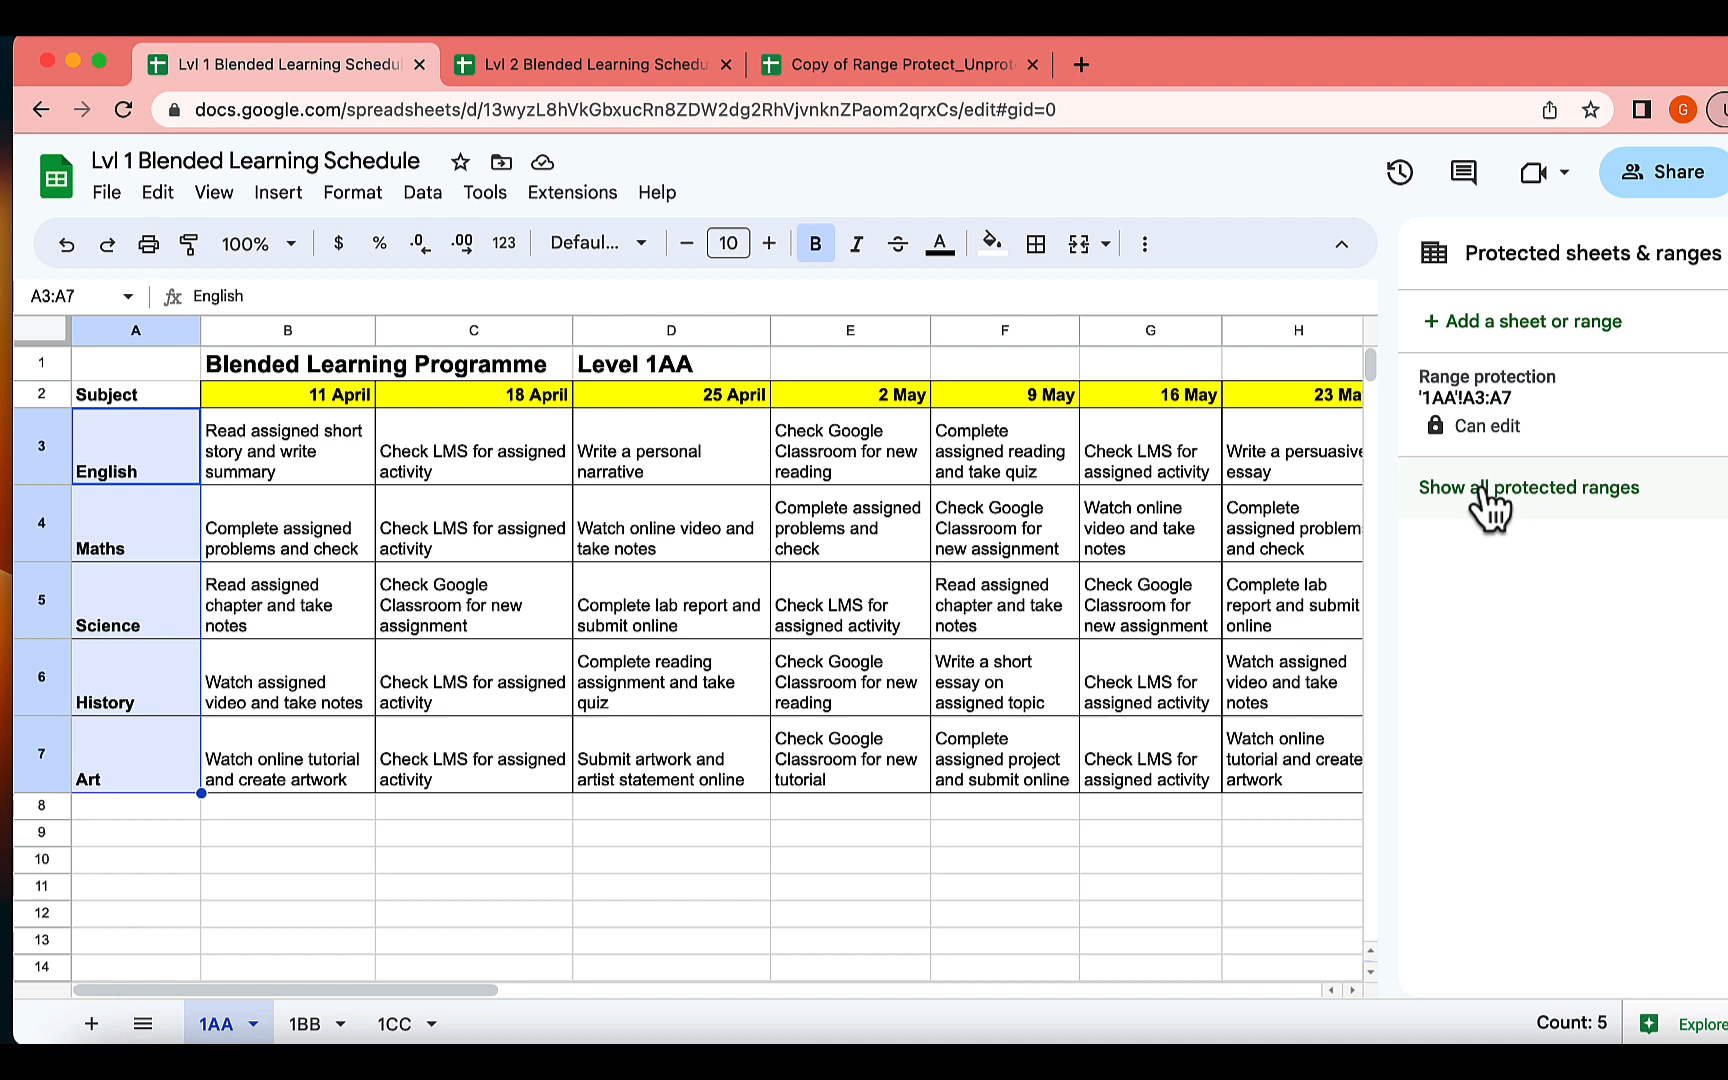 Lvl 1 Blended Learning Schedul
Lvl 2 Blended Learning Schedu
Copy of Range Protect_Unprot
docs.google.com/spreadsheets/d/13wyzL8hVkGbxucRn8ZDW2dg2RhVjvnknZPaom2qrxCs/edit#gid=0
G
Lvl 1 Blended Learning Schedule
File Edit View Insert Format Data Tools Extensions Help
Share
100% $ % .0 .00 123 Defaul... 10 B I A
Protected sheets & ranges
A3:A7 fx English
+ Add a sheet or range
A B C D E F G H
1 Blended Learning Programme Level 1AA
2 Subject 11 April 18 April 25 April 2 May 9 May 16 May 23 Ma
Range protection
'1AA'!A3:A7
Can edit
Show all protected ranges
3
English
Read assigned short
story and write
summary
Check LMS for assigned
activity
Write a personal
narrative
Check Google
Classroom for new
reading
Complete
assigned reading
and take quiz
Check LMS for
assigned activity
Write a persuasive
essay
4
Maths
Complete assigned
problems and check
Check LMS for assigned
activity
Watch online video and
take notes
Complete assigned
problems and
check
Check Google
Classroom for
new assignment
Watch online
video and take
notes
Complete
assigned problem
and check
5
Science
Read assigned
chapter and take
notes
Check Google
Classroom for new
assignment
Complete lab report and
submit online
Check LMS for
assigned activity
Read assigned
chapter and take
notes
Check Google
Classroom for
new assignment
Complete lab
report and submit
online
6
History
Watch assigned
video and take notes
Check LMS for assigned
activity
Complete reading
assignment and take
quiz
Check Google
Classroom for new
reading
Write a short
essay on
assigned topic
Check LMS for
assigned activity
Watch assigned
video and take
notes
7
Art
Watch online tutorial
and create artwork
Check LMS for assigned
activity
Submit artwork and
artist statement online
Check Google
Classroom for new
tutorial
Complete
assigned project
and submit online
Check LMS for
assigned activity
Watch online
tutorial and create
artwork
8
9
10
11
12
13
14
1AA 1BB 1CC Count: 5 Explore